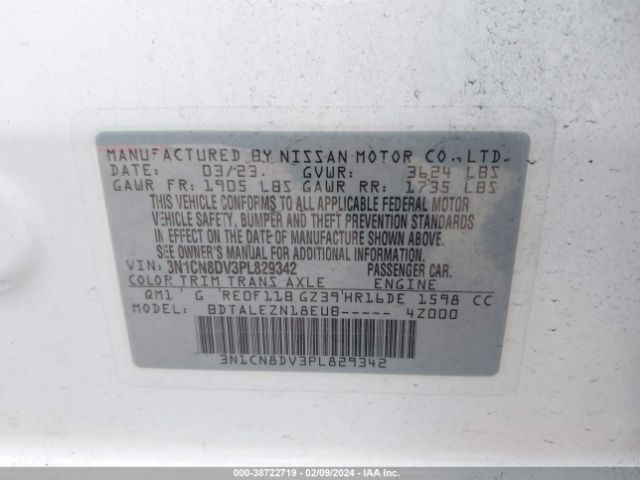 MANUFACTURED BY NISSAN MOTOR CO., LTD.
DATE: 03/23. GVWR: 3624 LBS
GAWR FR: 1905 LBS GAWR RR: 1735 LBS
THIS VEHICLE CONFORMS TO ALL APPLICABLE FEDERAL MOTOR
VEHICLE SAFETY, BUMPER AND THEFT PREVENTION STANDARDS
IN EFFECT ON THE DATE OF MANUFACTURE SHOWN ABOVE.
SEE OWNER'S MANUAL FOR ADDITIONAL INFORMATION.
VIN: 3N1CN8DV3PL829342 PASSENGER CAR.
COLOR TRIM TRANS AXLE ENGINE
QM1 G RE0F11B GZ39 HR16DE 1598 CC
MODEL: BDTALEZN18EUB----- 4Z000
3N1CN8DV3PL829342
000-38722719 | 02/09/2024 | © IAA, Inc.